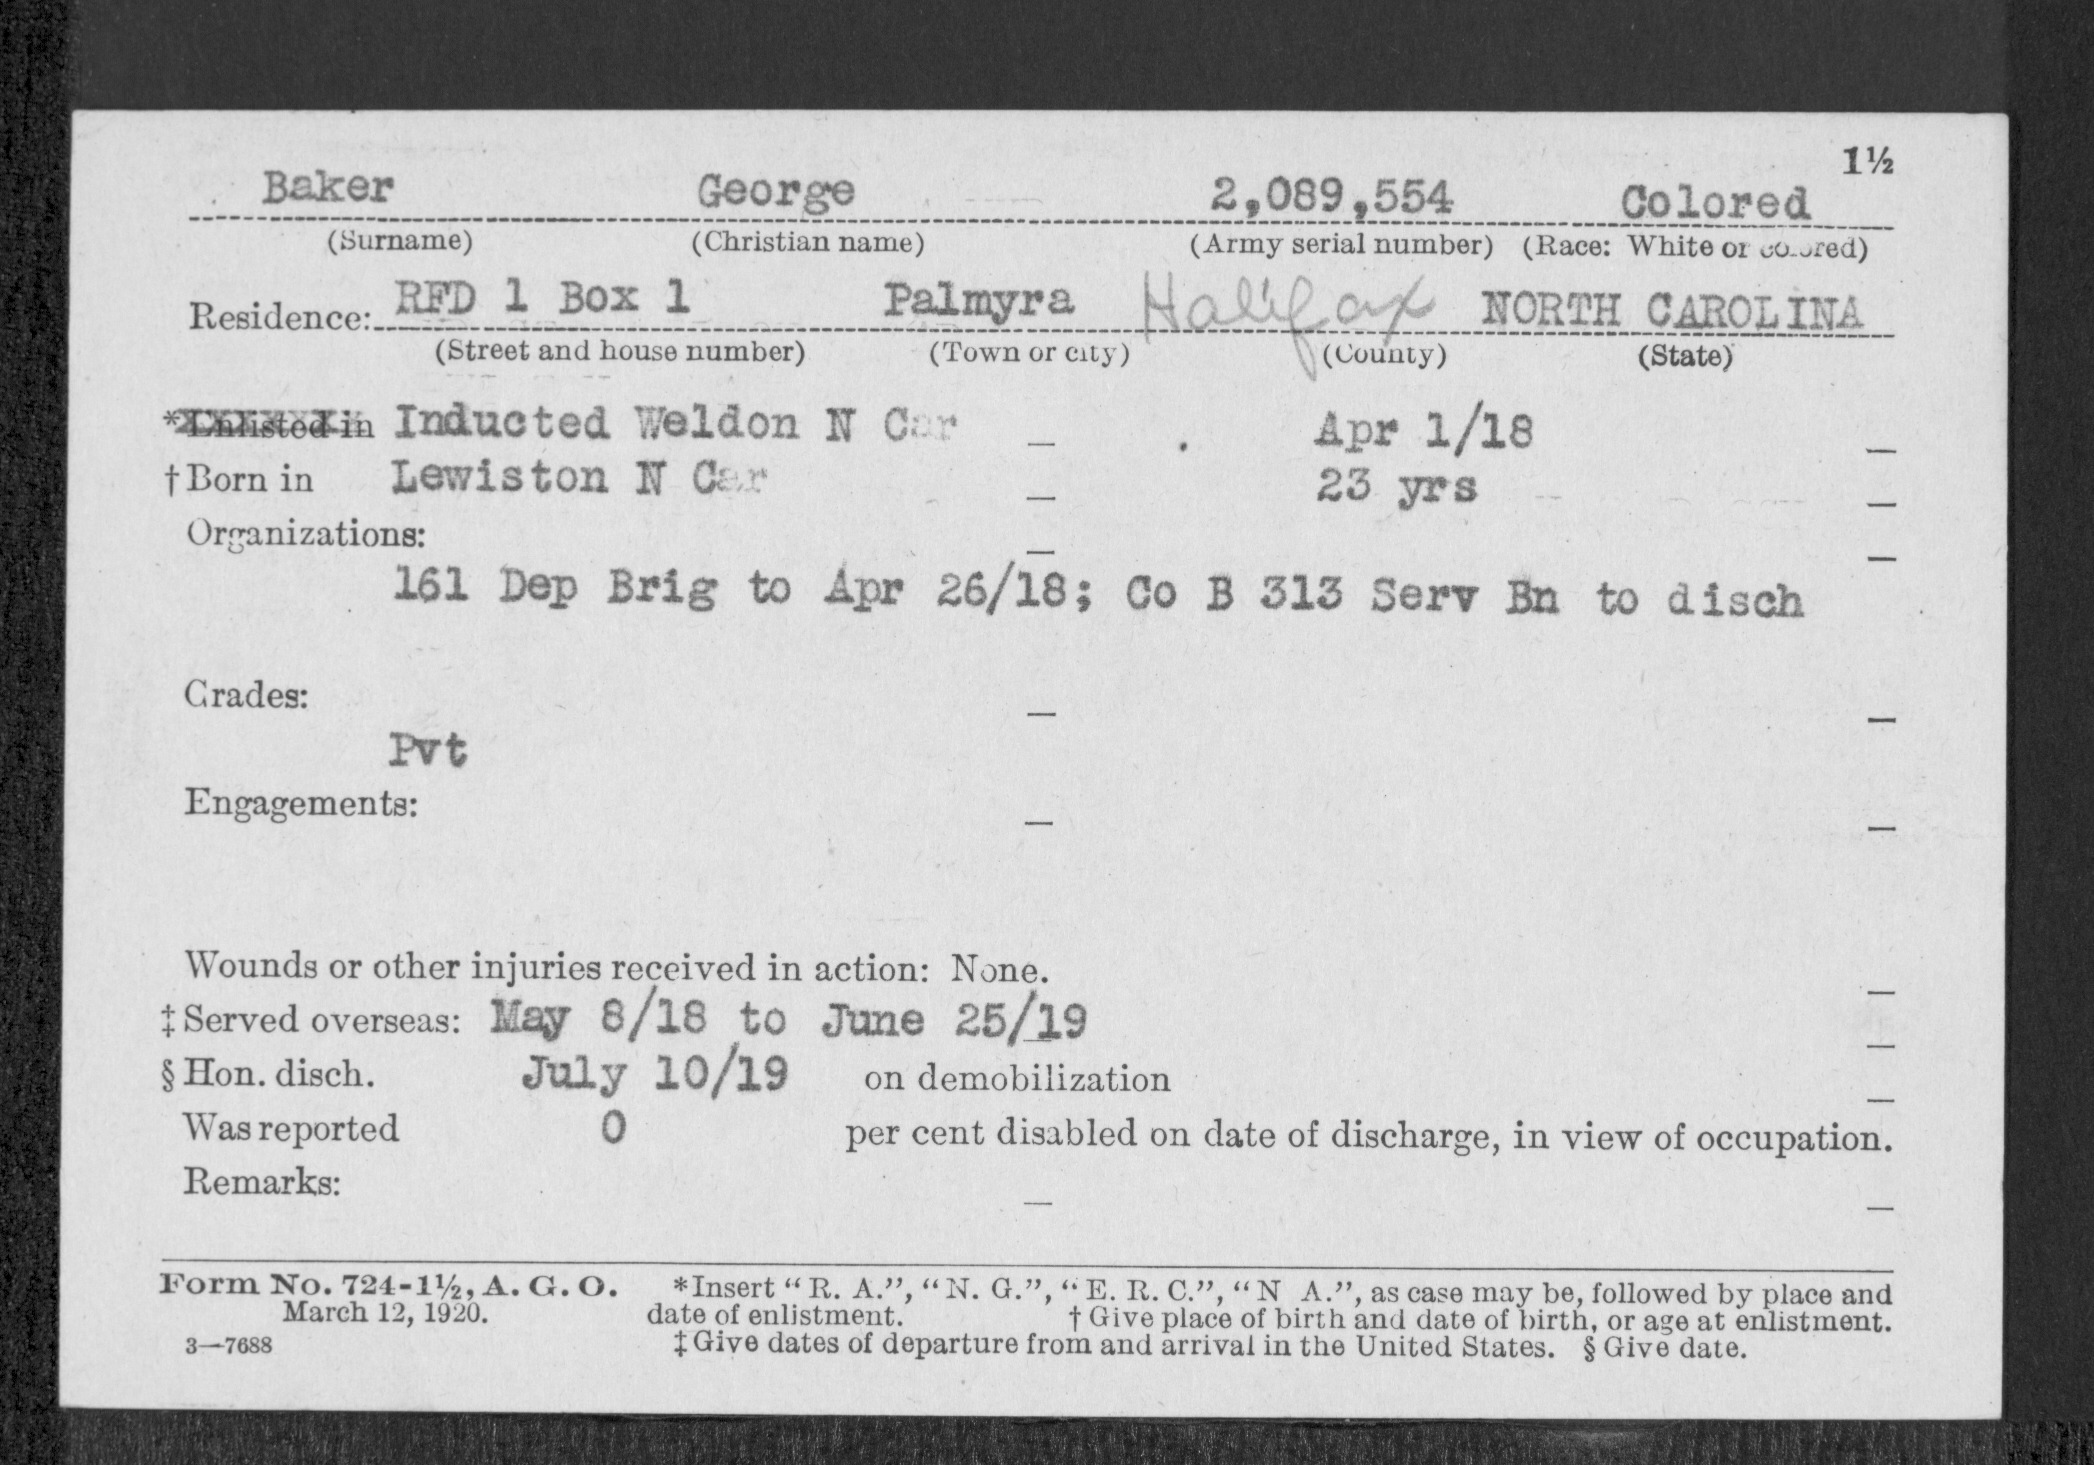 1½
Baker George 2,089,554 Colored
(Surname) (Christian name) (Army serial number) (Race: White or colored)
Residence: RFD 1 Box 1 Palmyra Halifax NORTH CAROLINA
(Street and house number) (Town or city) (County) (State)
*Enlisted in Inducted Weldon N Car Apr 1/18
†Born in Lewiston N Car 23 yrs
Organizations:
161 Dep Brig to Apr 26/18; Co B 313 Serv Bn to disch
Grades:
Pvt
Engagements:
Wounds or other injuries received in action: None.
‡Served overseas: May 8/18 to June 25/19
§Hon. disch. July 10/19 on demobilization
Was reported 0 per cent disabled on date of discharge, in view of occupation.
Remarks:
Form No. 724-1½, A. G. O. *Insert “R. A.”, “N. G.”, “E. R. C.”, “N A.”, as case may be, followed by place and
March 12, 1920. date of enlistment. †Give place of birth and date of birth, or age at enlistment.
3—7688 ‡Give dates of departure from and arrival in the United States. §Give date.